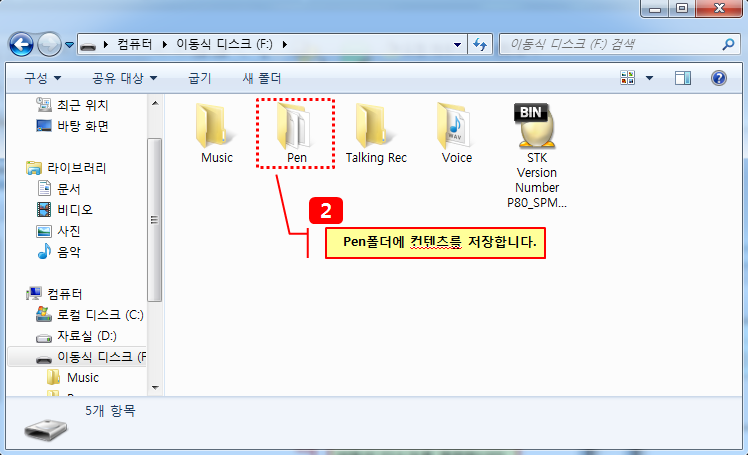 컴퓨터 이동식 디스크 (F:)
이동식 디스크 (F:) 검색
구성 공유 대상 굽기 새 폴더
최근 위치
바탕 화면
라이브러리
문서
비디오
사진
음악
컴퓨터
로컬 디스크 (C:)
자료실 (D:)
이동식 디스크 (F
Music
Music
Pen
Talking Rec
WAV
Voice
BIN
STK
Version
Number
P80_SPM...
2
Pen폴더에 컨텐츠를 저장합니다.
5개 항목